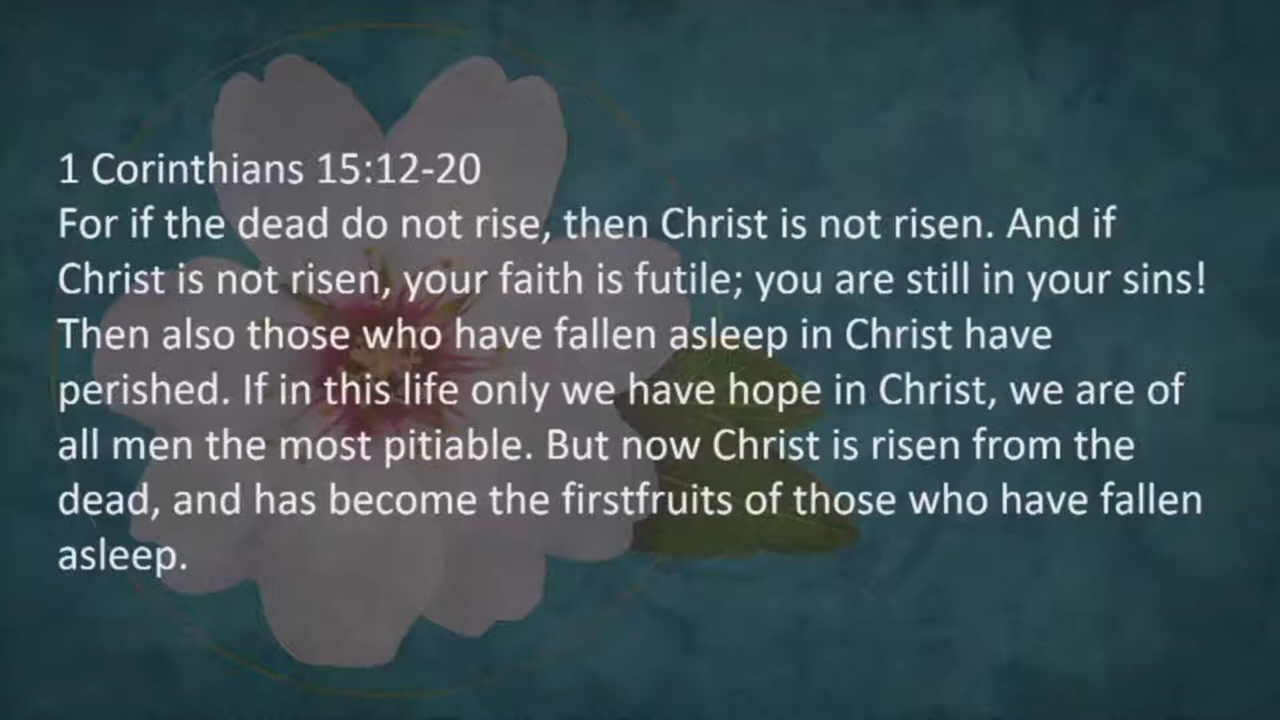 1 Corinthians 15:12-20
For if the dead do not rise, then Christ is not risen. And if
Christ is not risen, your faith is futile; you are still in your sins!
Then also those who have fallen asleep in Christ have
perished. If in this life only we have hope in Christ, we are of
all men the most pitiable. But now Christ is risen from the
dead, and has become the firstfruits of those who have fallen
asleep.